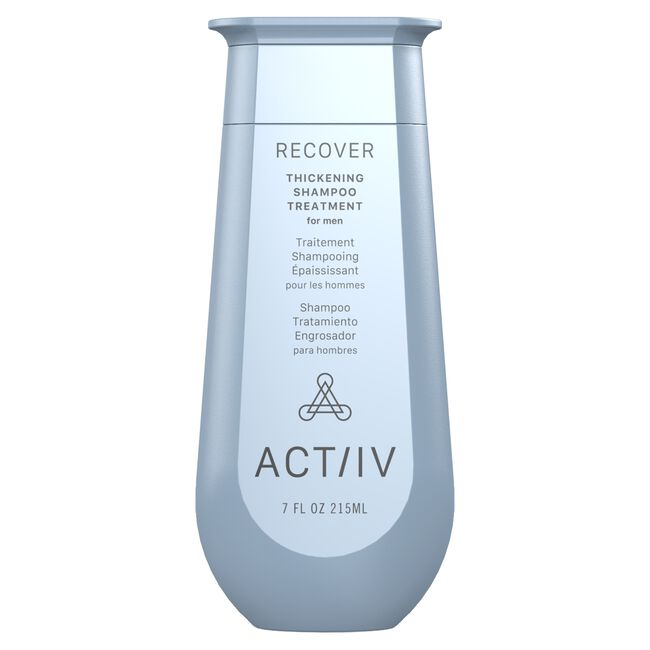 RECOVER
THICKENING
SHAMPOO
TREATMENT
for men
Traitement
Shampooing
Épaississant
pour les hommes
Shampoo
Tratamiento
Engrosador
para hombres
ACT/IV
7 FL OZ 215ML